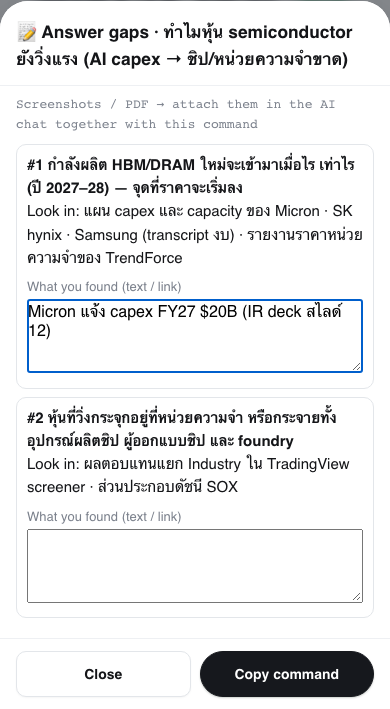 📝 Answer gaps · ทำไมหุ้น semiconductor
ยังวิ่งแรง (AI capex → ชิป/หน่วยความจำขาด)
Screenshots / PDF → attach them in the AI
chat together with this command
#1 กำลังผลิต HBM/DRAM ใหม่จะเข้ามาเมื่อไร เท่าไร
(ปี 2027–28) — จุดที่ราคาจะเริ่มลง
Look in: แผน capex และ capacity ของ Micron · SK
hynix · Samsung (transcript งบ) · รายงานราคาหน่วย
ความจำของ TrendForce
What you found (text / link)
Micron แจ้ง capex FY27 $20B (IR deck สไลด์
12)
#2 หุ้นที่วิ่งกระจุกอยู่ที่หน่วยความจำ หรือกระจายทั้ง
อุปกรณ์ผลิตชิป ผู้ออกแบบชิป และ foundry
Look in: ผลตอบแทนแยก Industry ใน TradingView
screener · ส่วนประกอบดัชนี SOX
What you found (text / link)
Close
Copy command